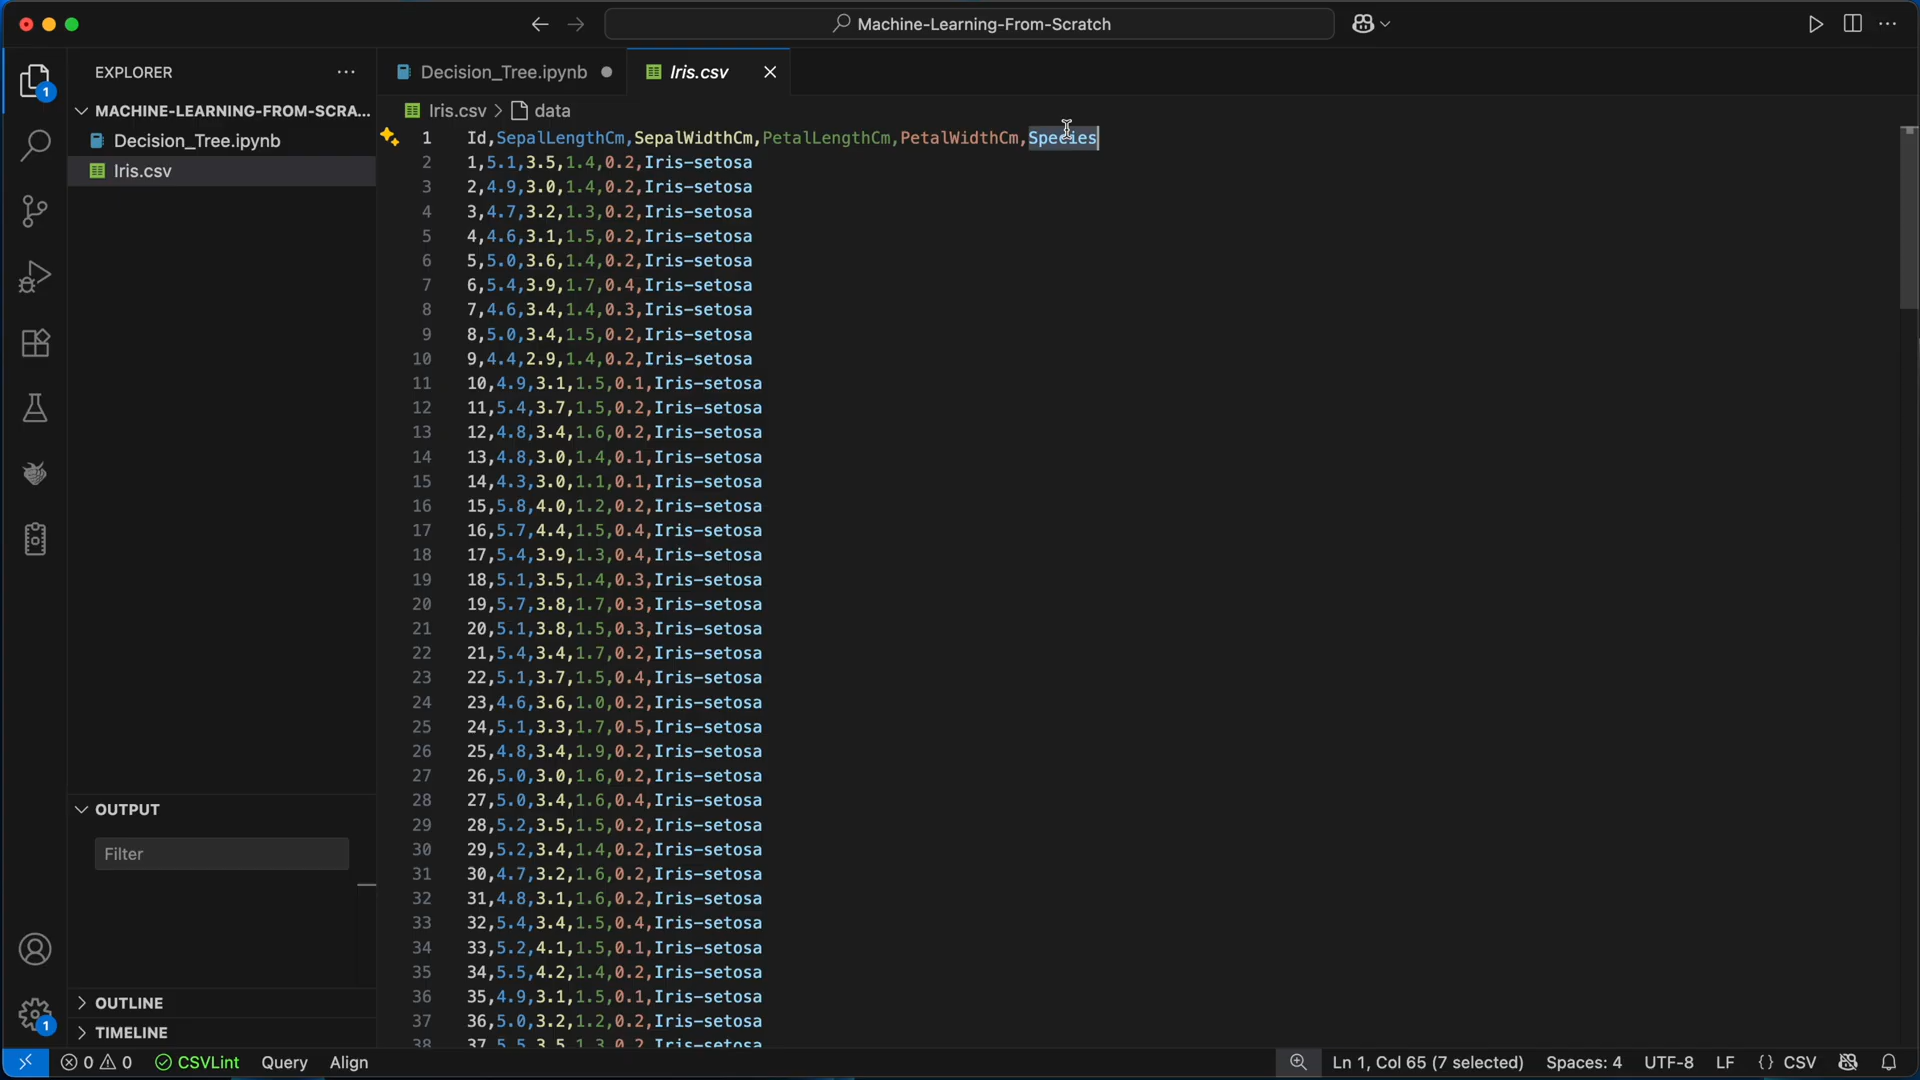 Machine-Learning-From-Scratch
EXPLORER
Decision_Tree.ipynb
Iris.csv
1
MACHINE-LEARNING-FROM-SCRA...
Iris.csv > data
Decision_Tree.ipynb
Iris.csv
1 Id,SepalLengthCm,SepalWidthCm,PetalLengthCm,PetalWidthCm,Species
2 1,5.1,3.5,1.4,0.2,Iris-setosa
3 2,4.9,3.0,1.4,0.2,Iris-setosa
4 3,4.7,3.2,1.3,0.2,Iris-setosa
5 4,4.6,3.1,1.5,0.2,Iris-setosa
6 5,5.0,3.6,1.4,0.2,Iris-setosa
7 6,5.4,3.9,1.7,0.4,Iris-setosa
8 7,4.6,3.4,1.4,0.3,Iris-setosa
9 8,5.0,3.4,1.5,0.2,Iris-setosa
10 9,4.4,2.9,1.4,0.2,Iris-setosa
11 10,4.9,3.1,1.5,0.1,Iris-setosa
12 11,5.4,3.7,1.5,0.2,Iris-setosa
13 12,4.8,3.4,1.6,0.2,Iris-setosa
14 13,4.8,3.0,1.4,0.1,Iris-setosa
15 14,4.3,3.0,1.1,0.1,Iris-setosa
16 15,5.8,4.0,1.2,0.2,Iris-setosa
17 16,5.7,4.4,1.5,0.4,Iris-setosa
18 17,5.4,3.9,1.3,0.4,Iris-setosa
19 18,5.1,3.5,1.4,0.3,Iris-setosa
20 19,5.7,3.8,1.7,0.3,Iris-setosa
21 20,5.1,3.8,1.5,0.3,Iris-setosa
22 21,5.4,3.4,1.7,0.2,Iris-setosa
23 22,5.1,3.7,1.5,0.4,Iris-setosa
24 23,4.6,3.6,1.0,0.2,Iris-setosa
25 24,5.1,3.3,1.7,0.5,Iris-setosa
26 25,4.8,3.4,1.9,0.2,Iris-setosa
27 26,5.0,3.0,1.6,0.2,Iris-setosa
28 27,5.0,3.4,1.6,0.4,Iris-setosa
29 28,5.2,3.5,1.5,0.2,Iris-setosa
30 29,5.2,3.4,1.4,0.2,Iris-setosa
31 30,4.7,3.2,1.6,0.2,Iris-setosa
32 31,4.8,3.1,1.6,0.2,Iris-setosa
33 32,5.4,3.4,1.5,0.4,Iris-setosa
34 33,5.2,4.1,1.5,0.1,Iris-setosa
35 34,5.5,4.2,1.4,0.2,Iris-setosa
36 35,4.9,3.1,1.5,0.1,Iris-setosa
37 36,5.0,3.2,1.2,0.2,Iris-setosa
38 37,5.5,3.5,1.3,0.2,Iris-setosa
OUTPUT
Filter
OUTLINE
1
TIMELINE
0 0 CSVLint Query Align
Ln 1, Col 65 (7 selected) Spaces: 4 UTF-8 LF {} CSV